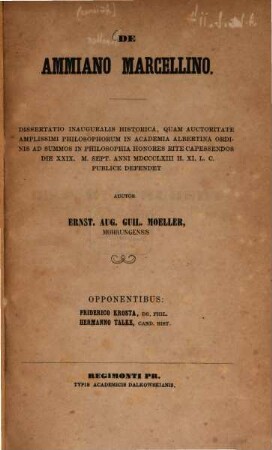 DE
AMMIANO MARCELLINO.
DISSERTATIO INAUGURALIS HISTORICA, QUAM AUCTORITATE
AMPLISSIMI PHILOSOPHORUM IN ACADEMIA ALBERTINA ORDI-
NIS AD SUMMOS IN PHILOSOPHIA HONORES RITE CAPESSENDOS
DIE XXIX. M. SEPT. ANNI MDCCCLXIII H. XI. L. C.
PUBLICE DEFENDET
AUCTOR
ERNST. AUG. GUIL. MOELLER,
MOHRUNGENSIS
OPPONENTIBUS:
FRIDERICO KROSTA, DR. PHIL.
HERMANNO TALKE, CAND. HIST.
REGIMONTI PR.
TYPIS ACADEMICIS DALKOWSKIANIS.